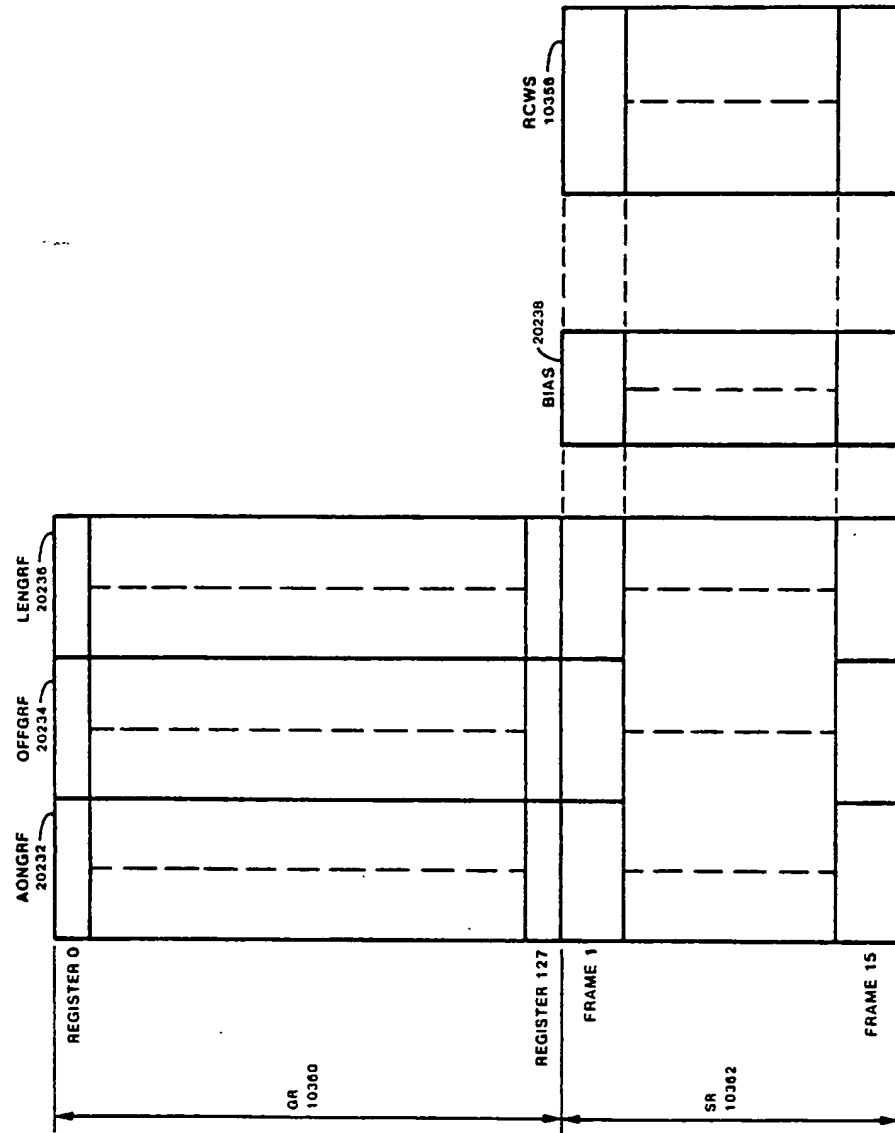 AONGRF
20232
OFFGRF
20234
LENGRF
20236
REGISTER 0
GR
10360
REGISTER 127
BIAS
20238
RCWS
10356
FRAME 1
SR
10362
FRAME 15